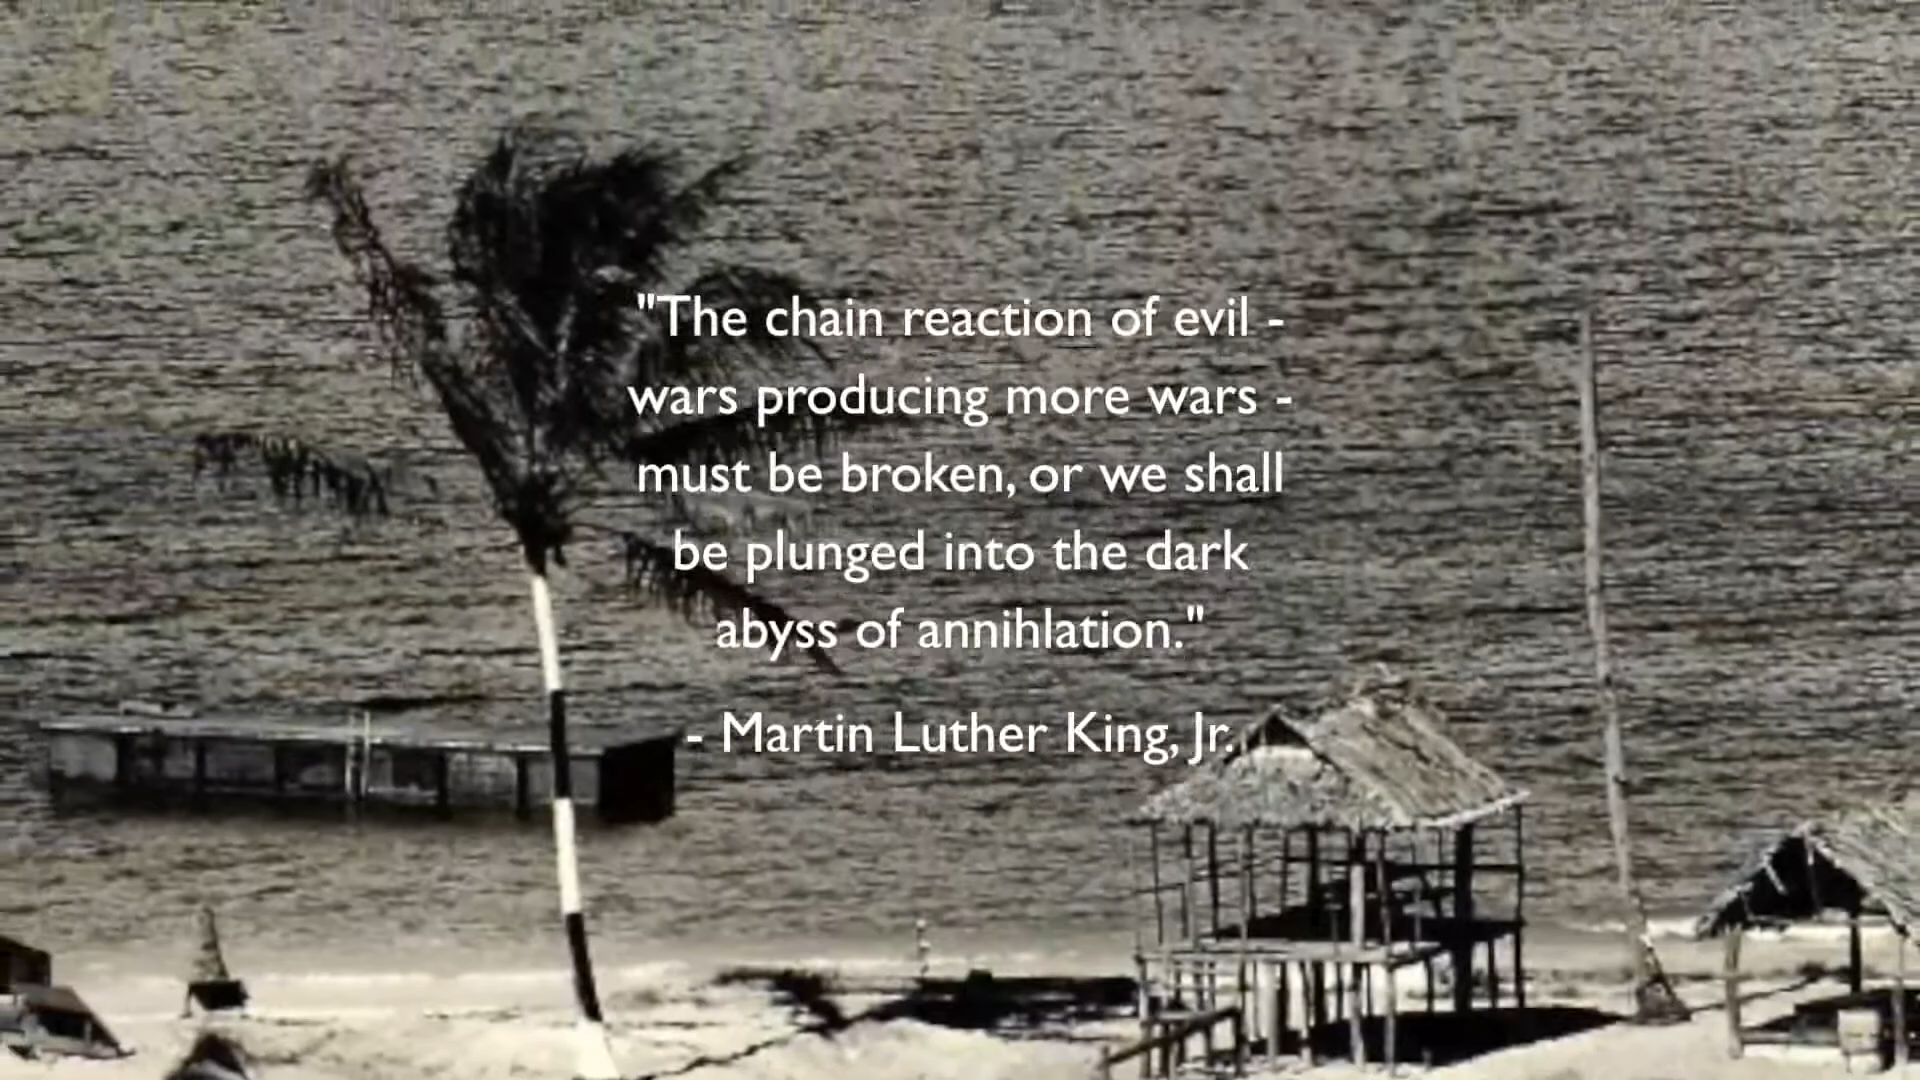 "The chain reaction of evil -
wars producing more wars -
must be broken, or we shall
be plunged into the dark
abyss of annihlation."
- Martin Luther King, Jr.